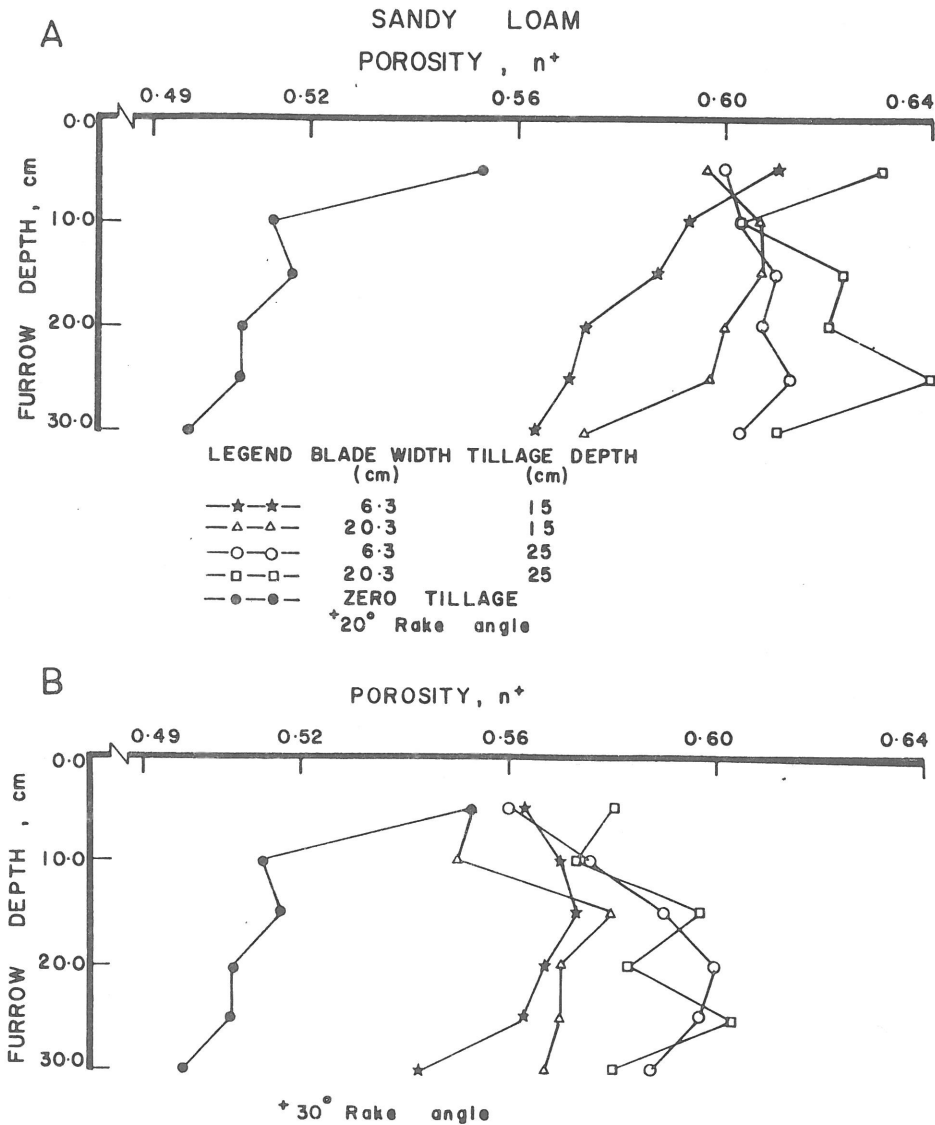 A
SANDY LOAM
POROSITY, n+
0.49 0.52 0.56 0.60 0.64
0.0
10.0
20.0
30.0
FURROW DEPTH, cm
LEGEND BLADE WIDTH TILLAGE DEPTH
(cm) (cm)
6.3 15
20.3 15
6.3 25
20.3 25
ZERO TILLAGE
+20° Rake angle
B
POROSITY, n+
0.49 0.52 0.56 0.60 0.64
0.0
10.0
20.0
30.0
FURROW DEPTH, cm
+30° Rake angle